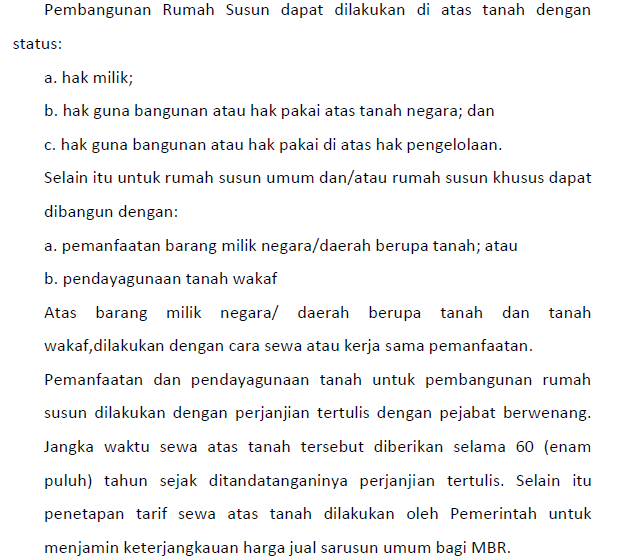 Pembangunan Rumah Susun dapat dilakukan di atas tanah dengan
status:
a. hak milik;
b. hak guna bangunan atau hak pakai atas tanah negara; dan
c. hak guna bangunan atau hak pakai di atas hak pengelolaan.
Selain itu untuk rumah susun umum dan/atau rumah susun khusus dapat
dibangun dengan:
a. pemanfaatan barang milik negara/daerah berupa tanah; atau
b. pendayagunaan tanah wakaf
Atas barang milik negara/ daerah berupa tanah dan tanah
wakaf,dilakukan dengan cara sewa atau kerja sama pemanfaatan.
Pemanfaatan dan pendayagunaan tanah untuk pembangunan rumah
susun dilakukan dengan perjanjian tertulis dengan pejabat berwenang.
Jangka waktu sewa atas tanah tersebut diberikan selama 60 (enam
puluh) tahun sejak ditandatanganinya perjanjian tertulis. Selain itu
penetapan tarif sewa atas tanah dilakukan oleh Pemerintah untuk
menjamin keterjangkauan harga jual sarusun umum bagi MBR.